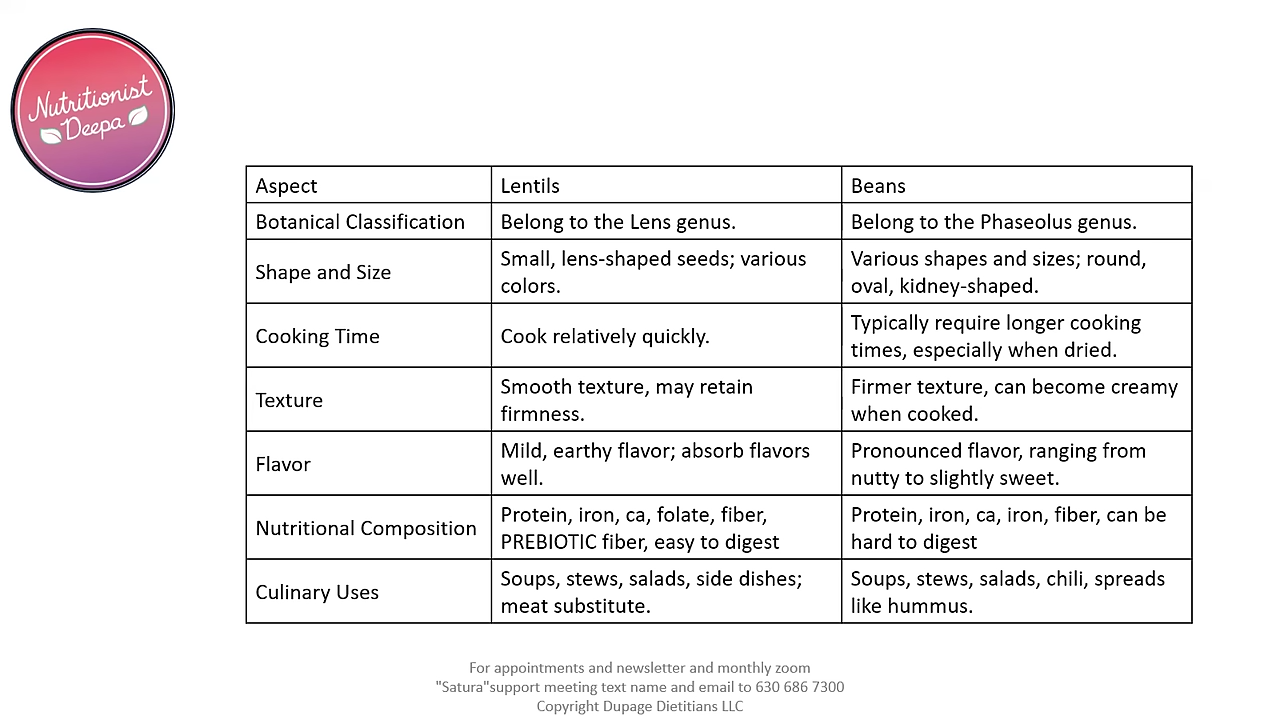 Nutritionist
Deepa
Aspect
Lentils
Beans
Botanical Classification
Belong to the Lens genus.
Belong to the Phaseolus genus.
Shape and Size
Small, lens-shaped seeds; various
colors.
Various shapes and sizes; round,
oval, kidney-shaped.
Cooking Time
Cook relatively quickly.
Typically require longer cooking
times, especially when dried.
Texture
Smooth texture, may retain
firmness.
Firmer texture, can become creamy
when cooked.
Flavor
Mild, earthy flavor; absorb flavors
well.
Pronounced flavor, ranging from
nutty to slightly sweet.
Nutritional Composition
Protein, iron, ca, folate, fiber,
PREBIOTIC fiber, easy to digest
Protein, iron, ca, iron, fiber, can be
hard to digest
Culinary Uses
Soups, stews, salads, side dishes;
meat substitute.
Soups, stews, salads, chili, spreads
like hummus.
For appointments and newsletter and monthly zoom
"Satura"support meeting text name and email to 630 686 7300
Copyright Dupage Dietitians LLC